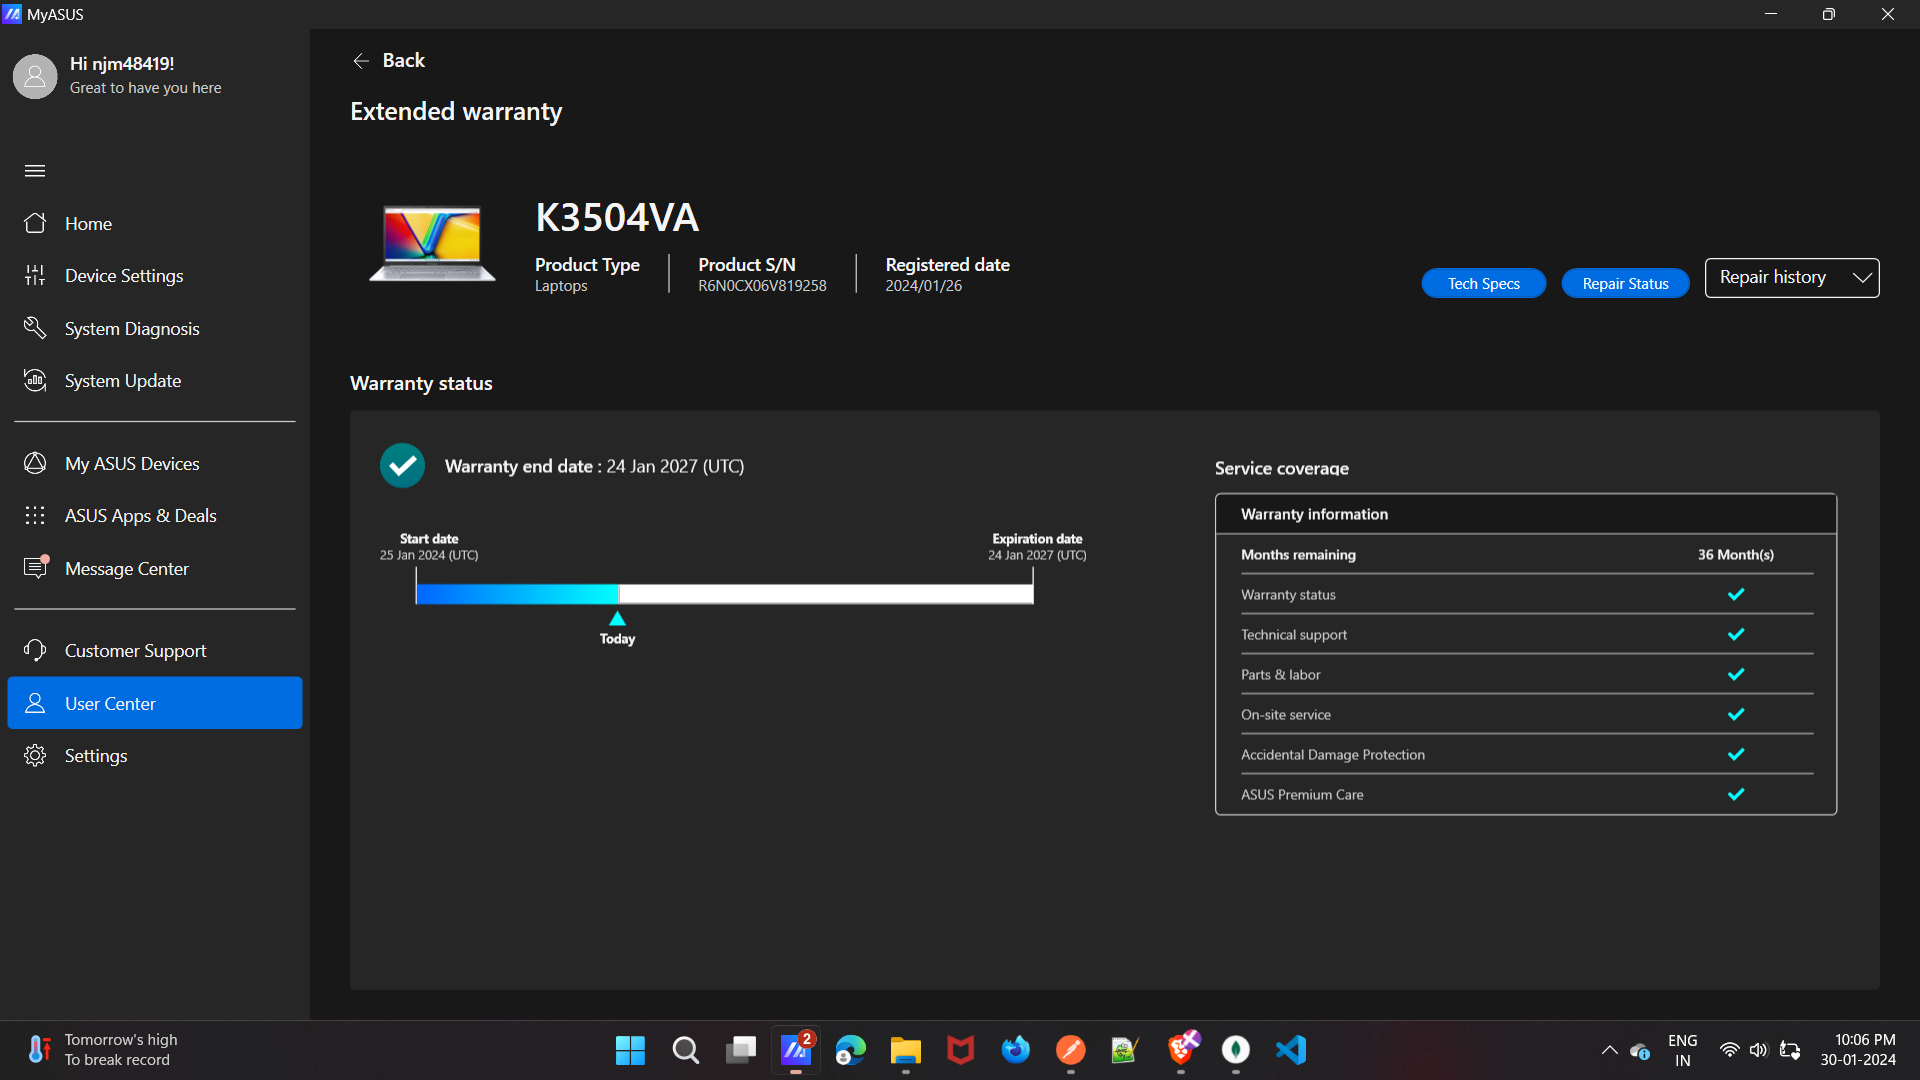 MyASUS
Hi njm48419!
Great to have you here
Home
Device Settings
System Diagnosis
System Update
My ASUS Devices
ASUS Apps & Deals
Message Center
Customer Support
User Center
Settings
Back
Extended warranty
K3504VA
Product Type
Laptops
Product S/N
R6N0CX06V819258
Registered date
2024/01/26
Tech Specs
Repair Status
Repair history
Warranty status
Warranty end date : 24 Jan 2027 (UTC)
Start date
25 Jan 2024 (UTC)
Expiration date
24 Jan 2027 (UTC)
Today
Service coverage
Warranty information
Months remaining 36 Month(s)
Warranty status
Technical support
Parts & labor
On-site service
Accidental Damage Protection
ASUS Premium Care
Tomorrow's high
To break record
2
ENG
IN
10:06 PM
30-01-2024